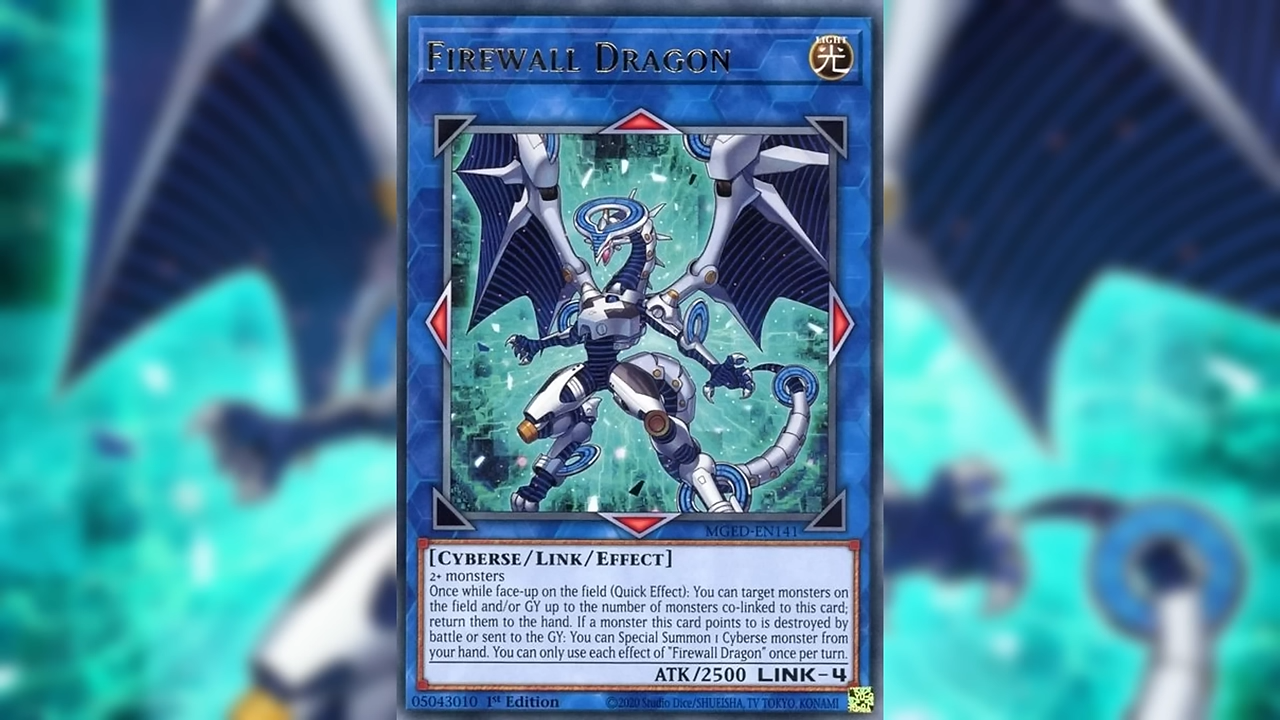 FIREWALL DRAGON
LIGHT
光
MGED-EN141
[CYBERSE/LINK/EFFECT]
2+ monsters
Once while face-up on the field (Quick Effect): You can target monsters on
the field and/or GY up to the number of monsters co-linked to this card;
return them to the hand. If a monster this card points to is destroyed by
battle or sent to the GY: You can Special Summon 1 Cyberse monster from
your hand. You can only use each effect of "Firewall Dragon" once per turn.
ATK/2500 LINK-4
05043010 1st Edition ©2020 Studio Dice/SHUEISHA, TV TOKYO, KONAMI